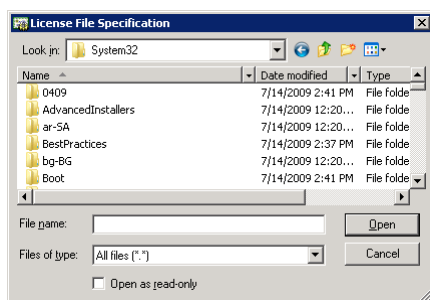 License File Specification
Look in: System32
Name Date modified Type
0409 7/14/2009 2:41 PM File folde
AdvancedInstallers 7/14/2009 12:20... File folde
ar-SA 7/14/2009 12:20... File folde
BestPractices 7/14/2009 2:37 PM File folde
bg-BG 7/14/2009 12:20... File folde
Boot 7/14/2009 2:41 PM File folde
File name: Open
Files of type: All files (*.*) Cancel
Open as read-only